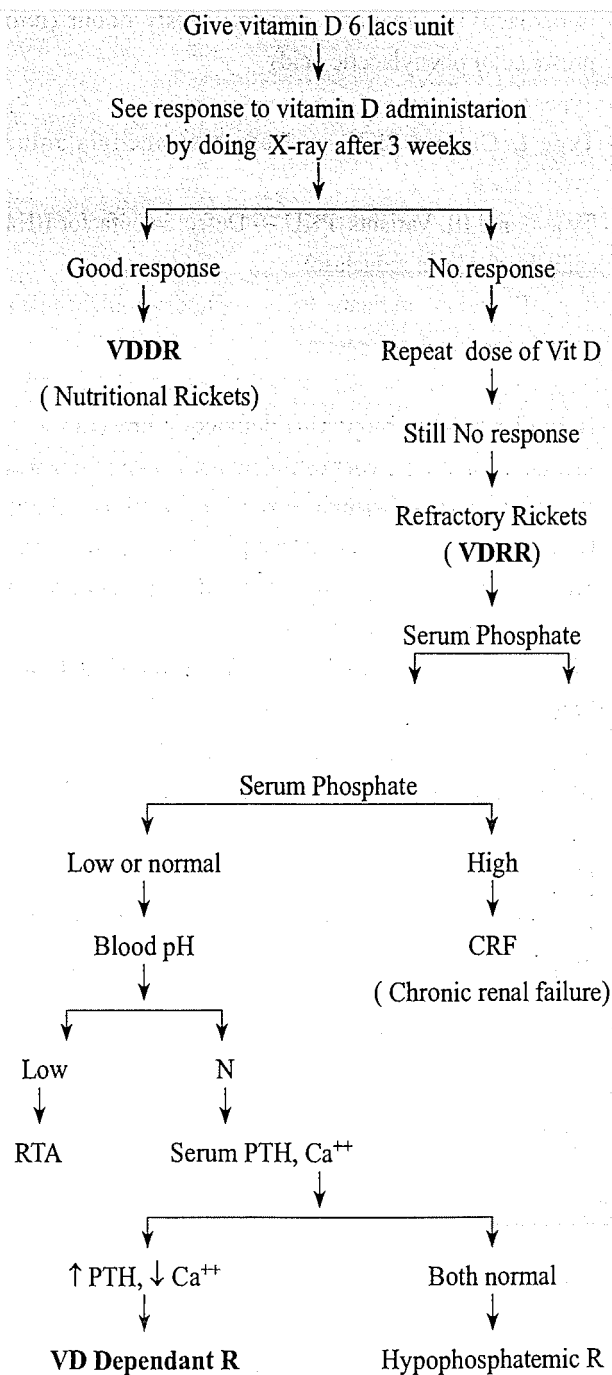 Give vitamin D 6 lacs unit
See response to vitamin D administarion
by doing X-ray after 3 weeks
Good response
No response
VDDR
Repeat dose of Vit D
( Nutritional Rickets)
Still No response
Refractory Rickets
( VDRR)
Serum Phosphate
Serum Phosphate
Low or normal
High
Blood pH
CRF
( Chronic renal failure)
Low
N
RTA
Serum PTH, Ca++
↑ PTH, ↓ Ca++
Both normal
VD Dependant R
Hypophosphatemic R